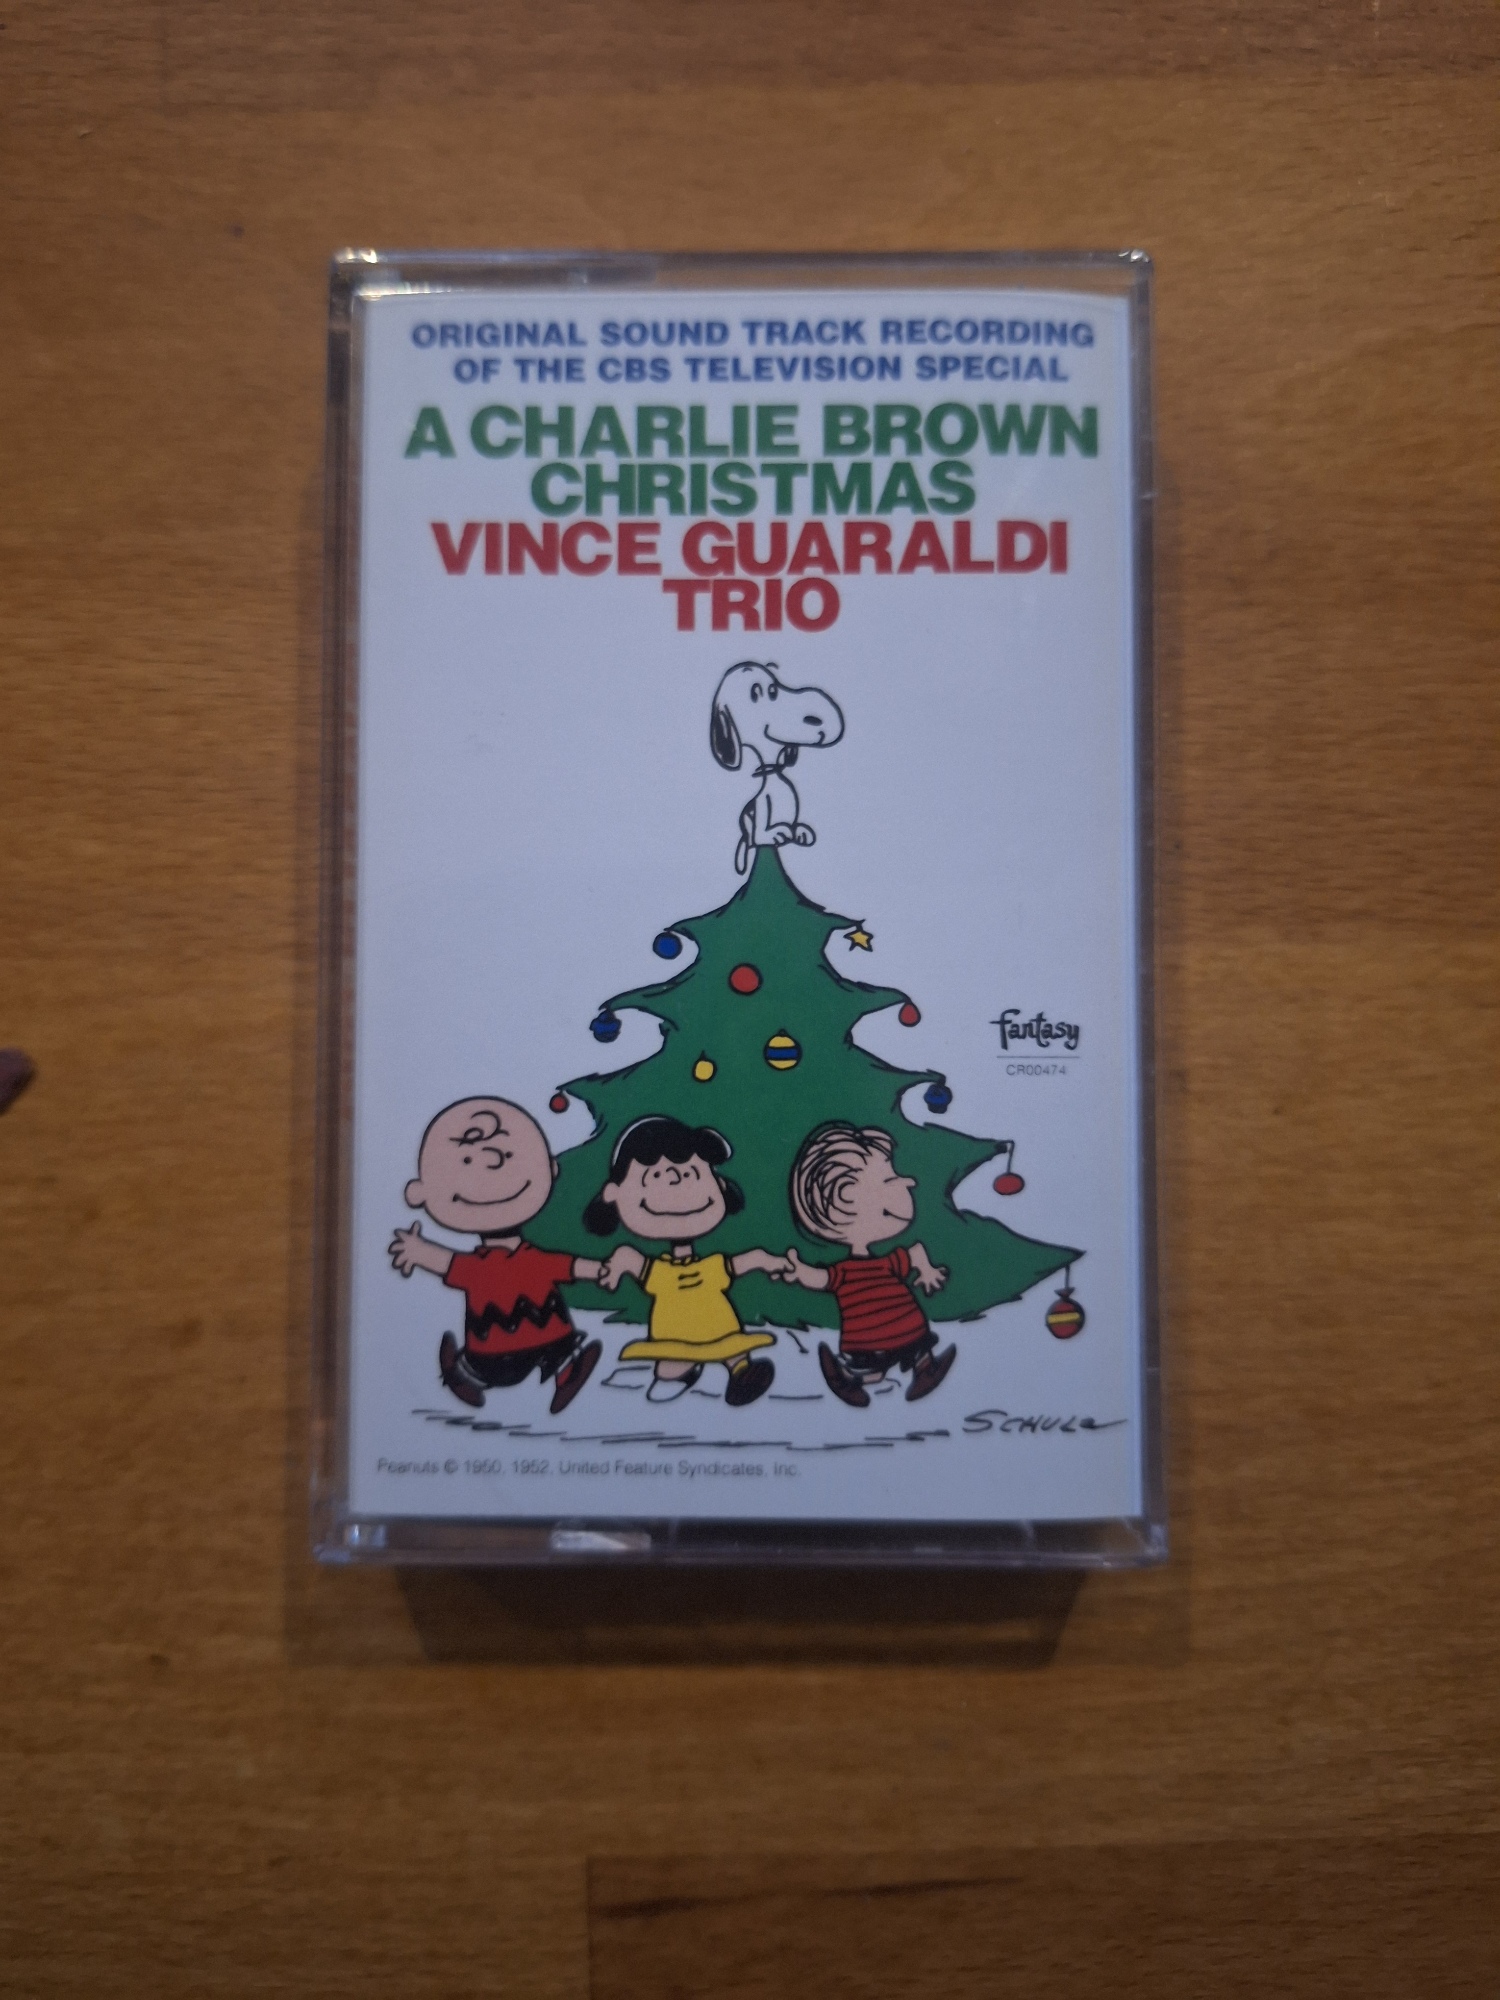 ORIGINAL SOUND TRACK RECORDING
OF THE CBS TELEVISION SPECIAL
A CHARLIE BROWN
CHRISTMAS
VINCE GUARALDI
TRIO
fantasy
CR00474
SCHULZ
Peanuts © 1950, 1952, United Feature Syndicates, Inc.